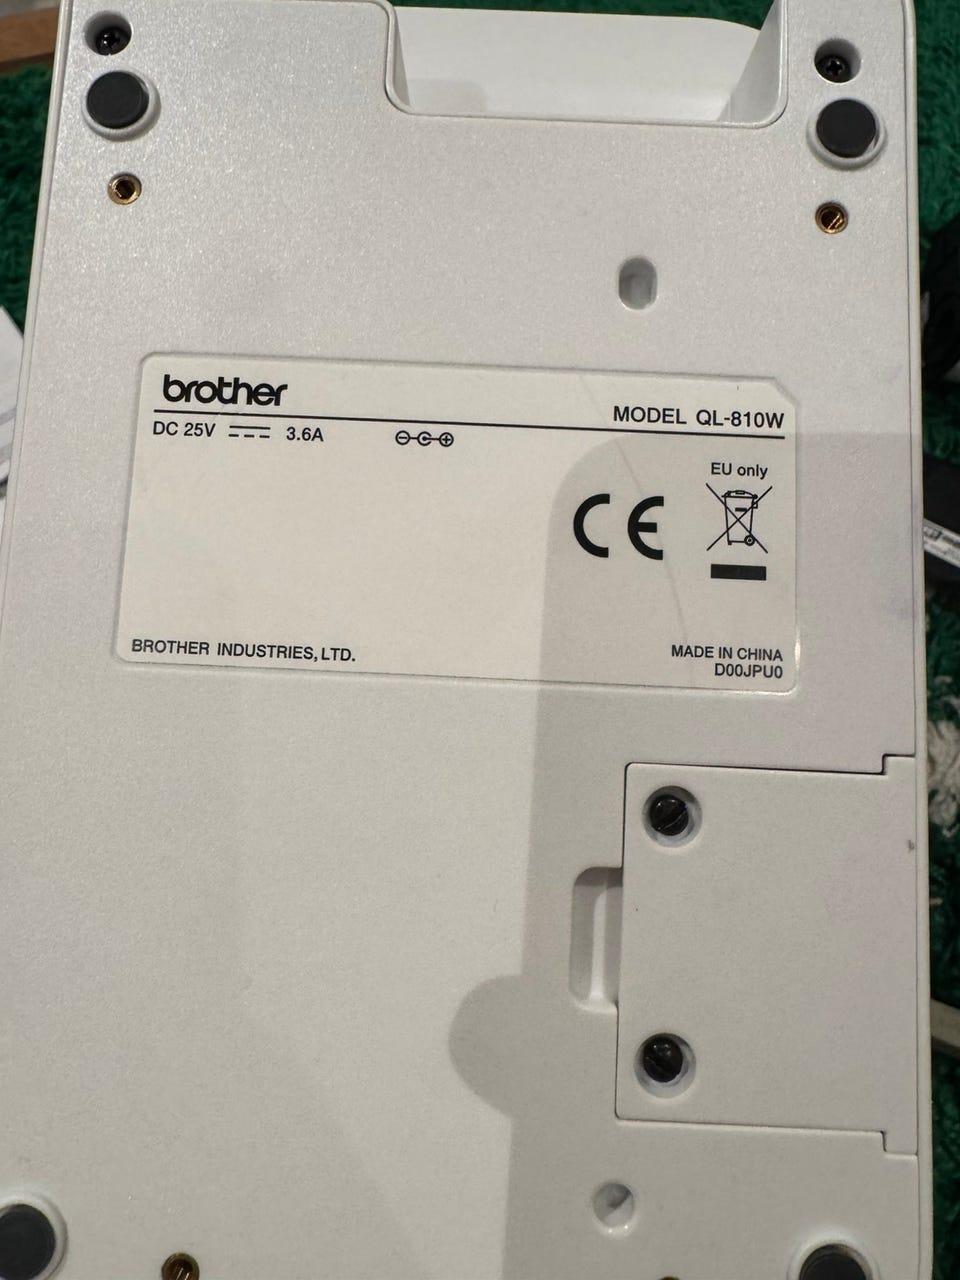 brother
MODEL QL-810W
DC 25V 3.6A
EU only
CE
BROTHER INDUSTRIES, LTD.
MADE IN CHINA
D00JPU0